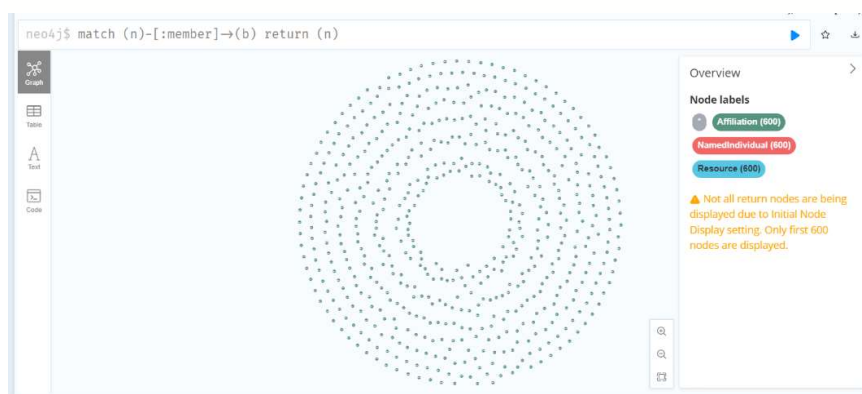 neo4j$ match (n)-[:member]→(b) return (n)
Graph
Table
Text
Code
Overview
Node labels
* Affiliation (600)
NamedIndividual (600)
Resource (600)
Not all return nodes are being
displayed due to Initial Node
Display setting. Only first 600
nodes are displayed.